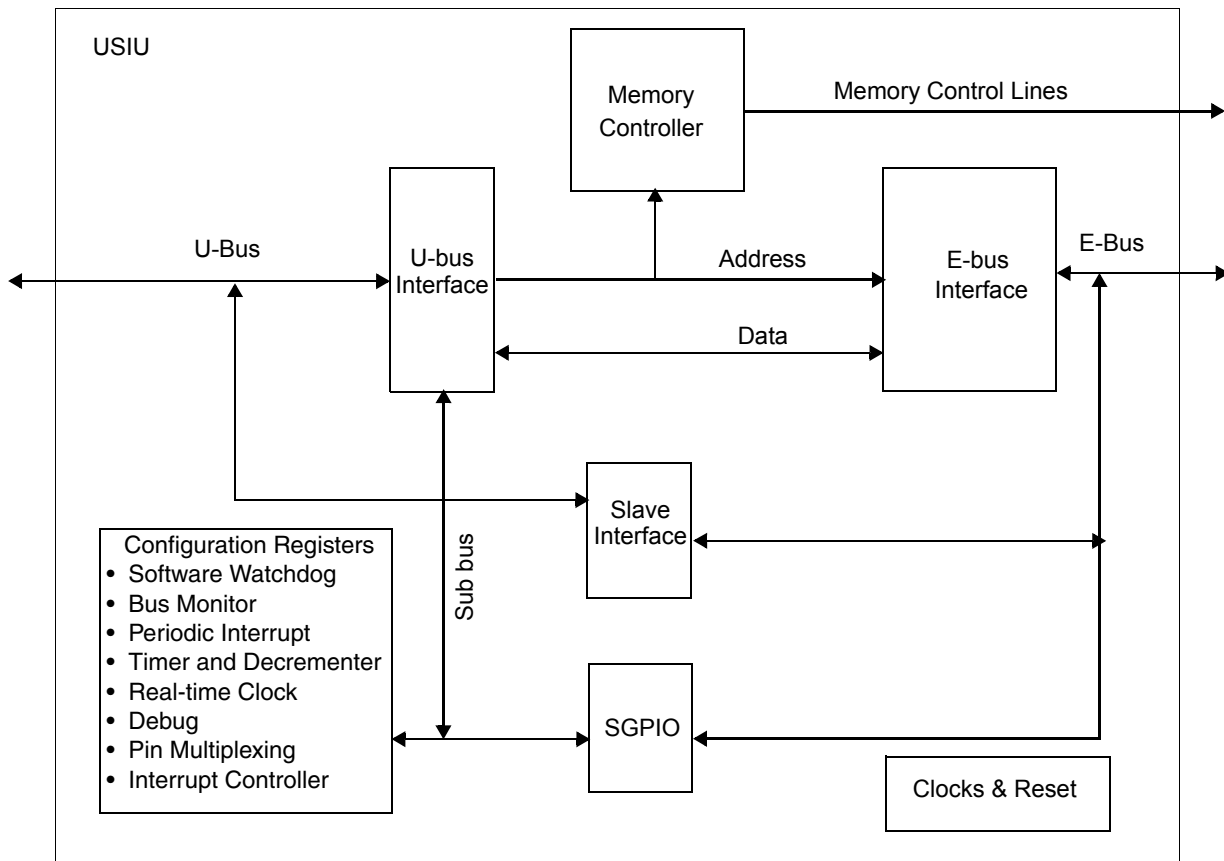 USIU
Memory
Controller
Memory Control Lines
U-Bus
U-bus
Interface
Address
E-bus
Interface
E-Bus
Data
Slave
Interface
Sub bus
Configuration Registers
• Software Watchdog
• Bus Monitor
• Periodic Interrupt
• Timer and Decrementer
• Real-time Clock
• Debug
• Pin Multiplexing
• Interrupt Controller
SGPIO
Clocks & Reset